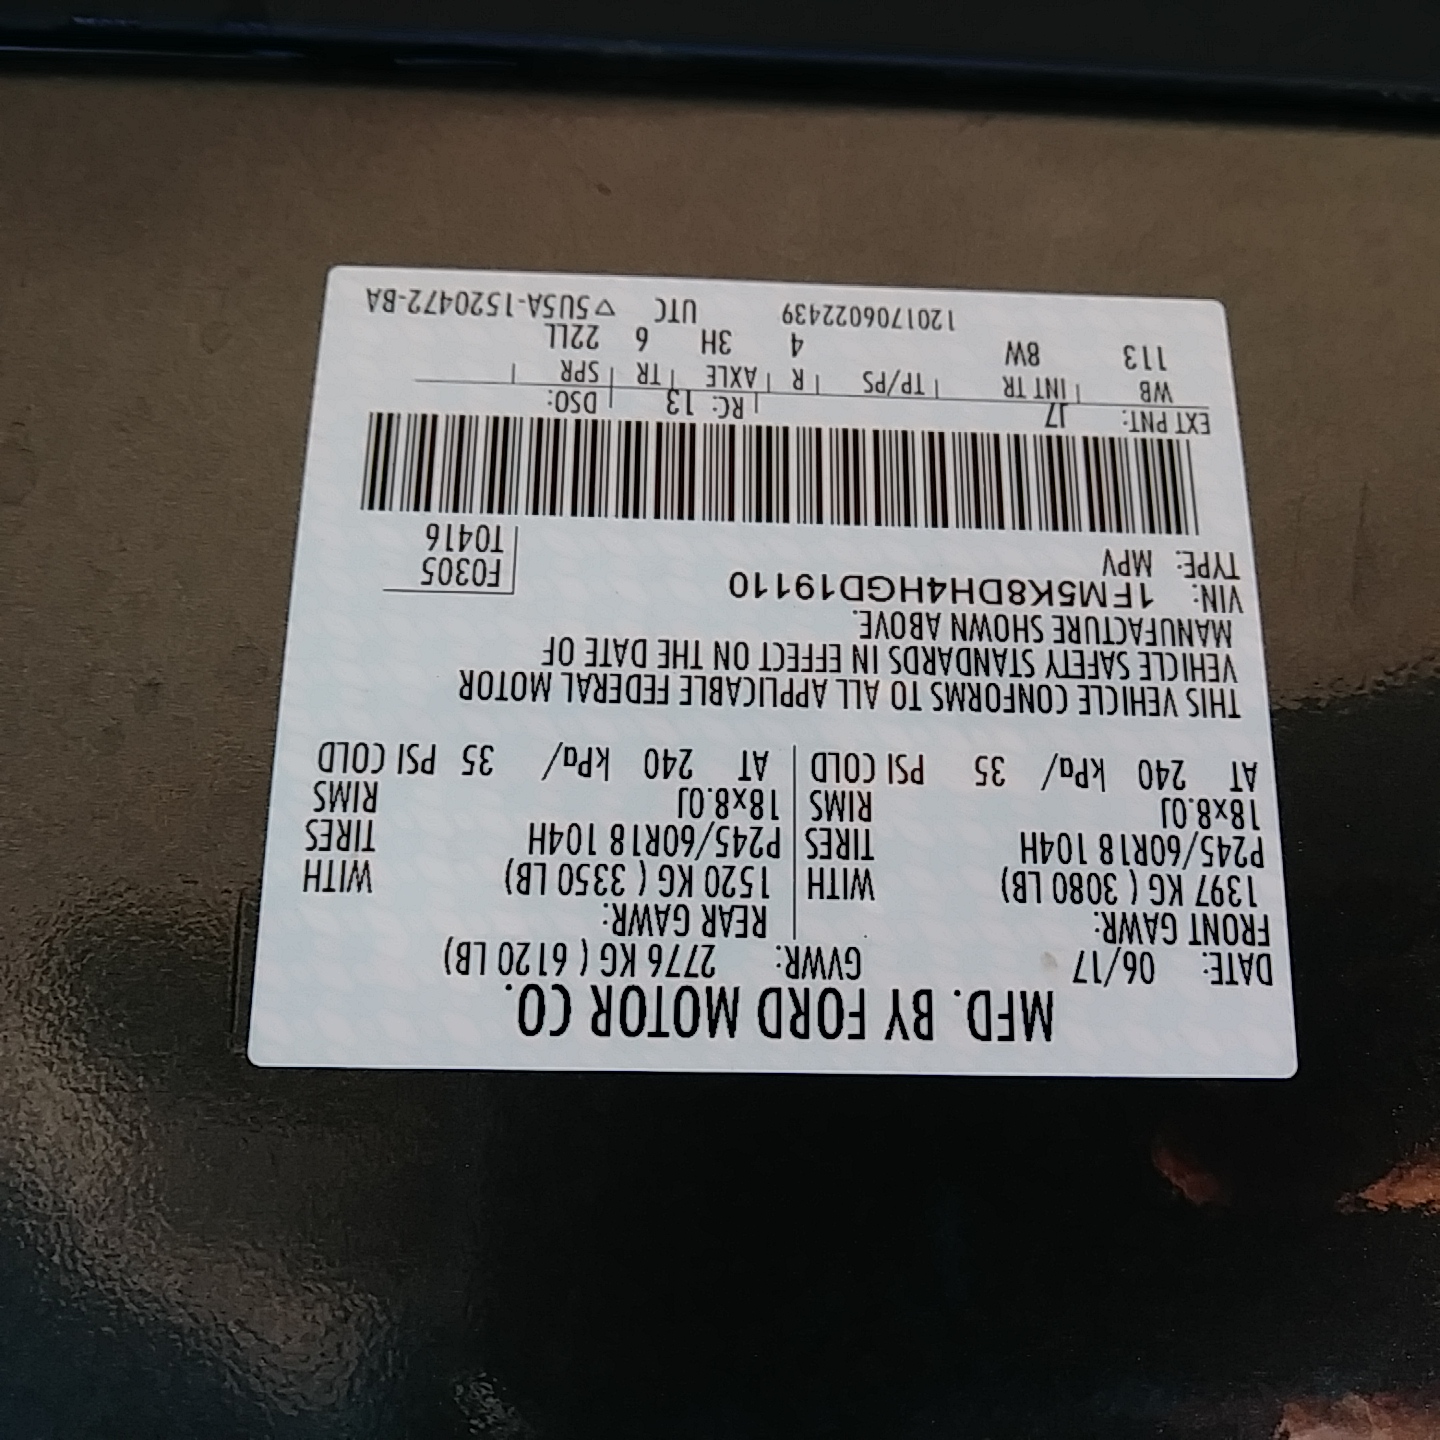 MFD. BY FORD MOTOR CO.
DATE: 06/17 GVWR: 2776 KG ( 6120 LB)
FRONT GAWR: REAR GAWR:
1397 KG ( 3080 LB) WITH 1520 KG ( 3350 LB) WITH
P245/60R18 104H TIRES P245/60R18 104H TIRES
18x8.0J RIMS 18x8.0J RIMS
AT 240 kPa/ 35 PSI COLD AT 240 kPa/ 35 PSI COLD
THIS VEHICLE CONFORMS TO ALL APPLICABLE FEDERAL MOTOR
VEHICLE SAFETY STANDARDS IN EFFECT ON THE DATE OF
MANUFACTURE SHOWN ABOVE.
VIN: 1FM5K8DH4HGD19110 F0305
TYPE: MPV T0416
EXT PNT: J7 RC: 13 DSO:
WB INT TR TP/PS R AXLE TR SPR
113 8W 4 3H 6 22LL
1201706022439 UTC ▽5U5A-1520472-BA